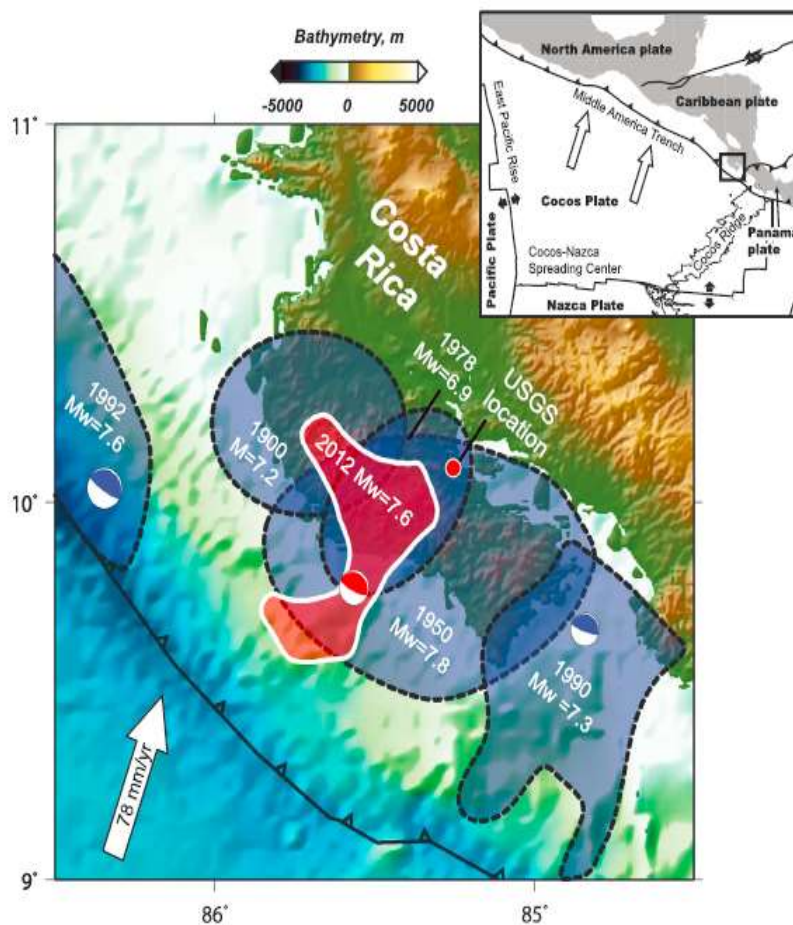 Bathymetry, m
-5000
0
5000
North America plate
Caribbean plate
Middle America Trench
East Pacific Rise
Cocos Plate
Pacific Plate
Cocos Ridge
Panama
plate
Cocos-Nazca
Spreading Center
Nazca Plate
11˚
10˚
9˚
86˚
85˚
Costa
Rica
1978
Mw=6.9
USGS
location
1992
Mw=7.6
1900
M=7.2
2012 Mw=7.6
1950
Mw=7.8
1990
Mw =7.3
78 mm/yr